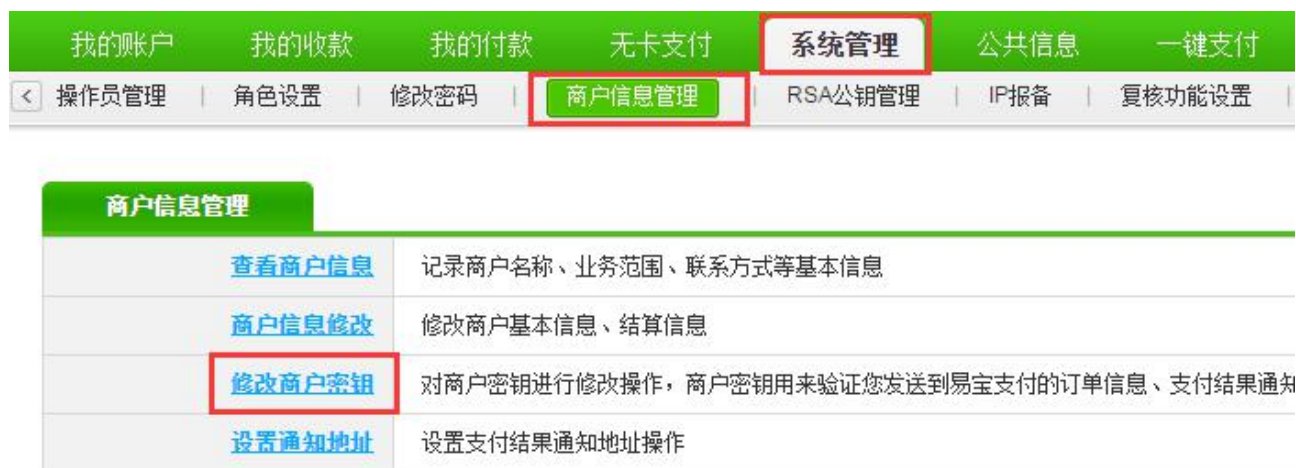 我的账户 我的收款 我的付款 无卡支付 系统管理 公共信息 一键支付
< 操作员管理 | 角色设置 | 修改密码 | 商户信息管理 | RSA公钥管理 | IP报备 | 复核功能设置 |
商户信息管理
查看商户信息 记录商户名称、业务范围、联系方式等基本信息
商户信息修改 修改商户基本信息、结算信息
修改商户密钥 对商户密钥进行修改操作，商户密钥用来验证您发送到易宝支付的订单信息、支付结果通知
设置通知地址 设置支付结果通知地址操作